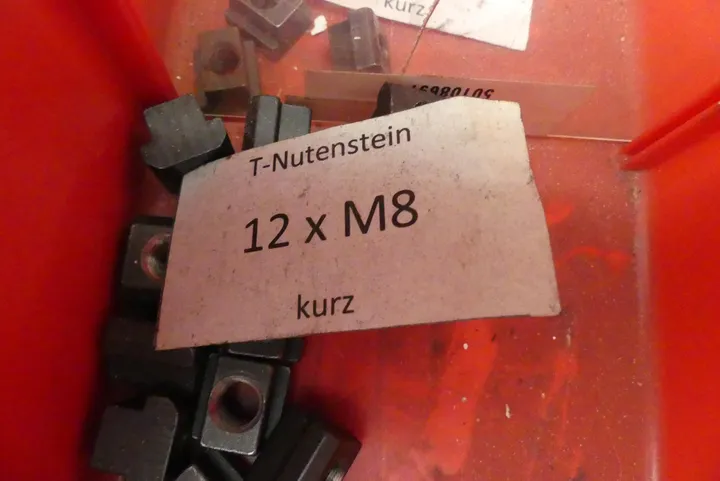 kurz
T-Nutenstein
12 x M8
kurz